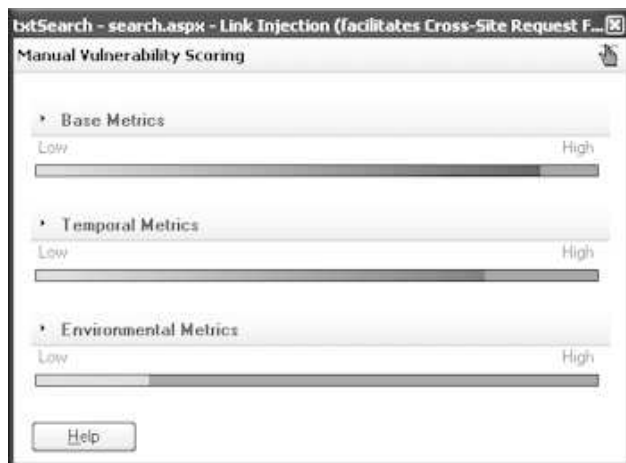 txtSearch - search.aspx - Link Injection (facilitates Cross-Site Request F...
Manual Vulnerability Scoring
Base Metrics
Low High
Temporal Metrics
Low High
Environmental Metrics
Low High
Help